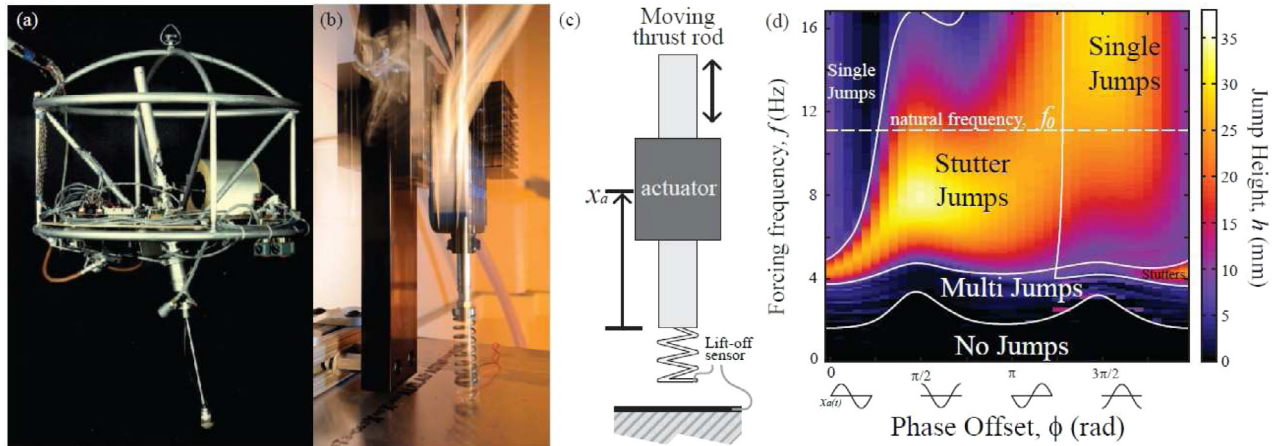 (a)
(b)
(c)
Moving
thrust rod
actuator
xₐ
Lift-off
sensor
(d)
Forcing frequency, f (Hz)
16
12
8
4
0
Single
Jumps
Single
Jumps
natural frequency, f₀
Stutter
Jumps
Stutters
Multi Jumps
No Jumps
0
π/2
π
3π/2
xₐ(t)
Phase Offset, ϕ (rad)
35
30
25
20
15
10
5
0
Jump Height, h (mm)